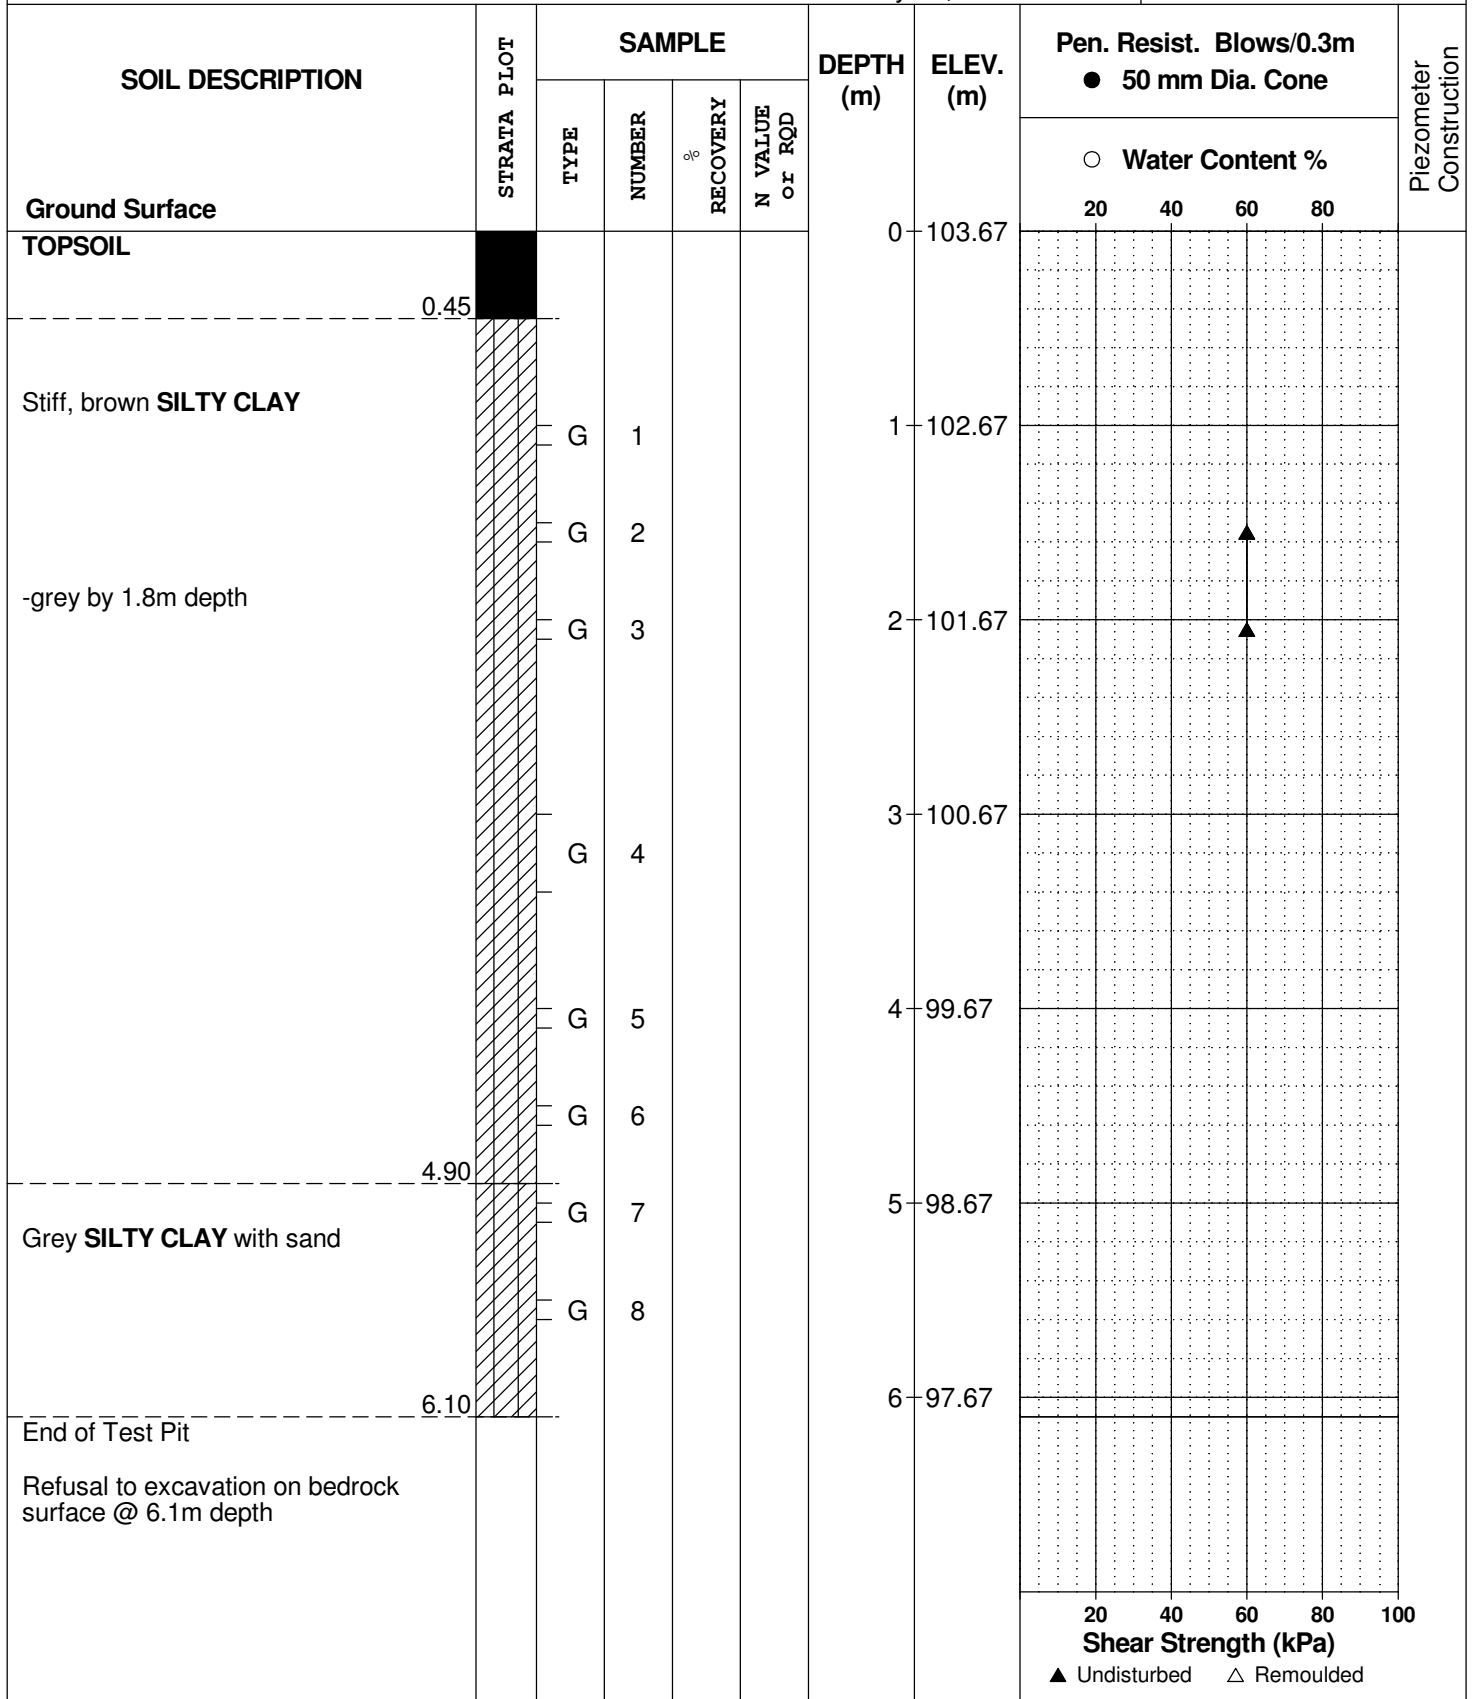 SOIL DESCRIPTION
STRATA PLOT
SAMPLE
TYPE
NUMBER
%
RECOVERY
N VALUE
or RQD
DEPTH
(m)
ELEV.
(m)
Pen. Resist. Blows/0.3m
● 50 mm Dia. Cone
○ Water Content %
20 40 60 80
Piezometer
Construction
Ground Surface
TOPSOIL
0 103.67
0.45
Stiff, brown SILTY CLAY
G 1
1 102.67
G 2
-grey by 1.8m depth
G 3
2 101.67
3 100.67
G 4
G 5
4 99.67
G 6
4.90
G 7
5 98.67
Grey SILTY CLAY with sand
G 8
6.10
6 97.67
End of Test Pit
Refusal to excavation on bedrock
surface @ 6.1m depth
20 40 60 80 100
Shear Strength (kPa)
▲ Undisturbed △ Remoulded